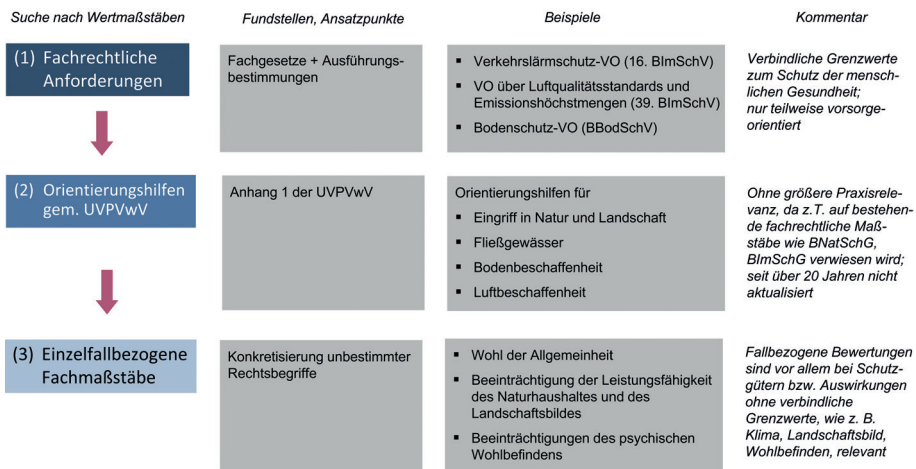 Suche nach Wertmaßstäben
Fundstellen, Ansatzpunkte
Beispiele
Kommentar
(1) Fachrechtliche
Anforderungen
Fachgesetze + Ausführungs-
bestimmungen
▪ Verkehrslärmschutz-VO (16. BImSchV)
▪ VO über Luftqualitätsstandards und
Emissionshöchstmengen (39. BImSchV)
▪ Bodenschutz-VO (BBodSchV)
Verbindliche Grenzwerte
zum Schutz der mensch-
lichen Gesundheit;
nur teilweise vorsorge-
orientiert
(2) Orientierungshilfen
gem. UVPVwV
Anhang 1 der UVPVwV
Orientierungshilfen für
▪ Eingriff in Natur und Landschaft
▪ Fließgewässer
▪ Bodenbeschaffenheit
▪ Luftbeschaffenheit
Ohne größere Praxisrele-
vanz, da z.T. auf bestehen-
de fachrechtliche Maß-
stäbe wie BNatSchG,
BImSchG verwiesen wird;
seit über 20 Jahren nicht
aktualisiert
(3) Einzelfallbezogene
Fachmaßstäbe
Konkretisierung unbestimmter
Rechtsbegriffe
▪ Wohl der Allgemeinheit
▪ Beeinträchtigung der Leistungsfähigkeit
des Naturhaushaltes und des
Landschaftsbildes
▪ Beeinträchtigungen des psychischen
Wohlbefindens
Fallbezogene Bewertungen
sind vor allem bei Schutz-
gütern bzw. Auswirkungen
ohne verbindliche
Grenzwerte, wie z. B.
Klima, Landschaftsbild,
Wohlbefinden, relevant